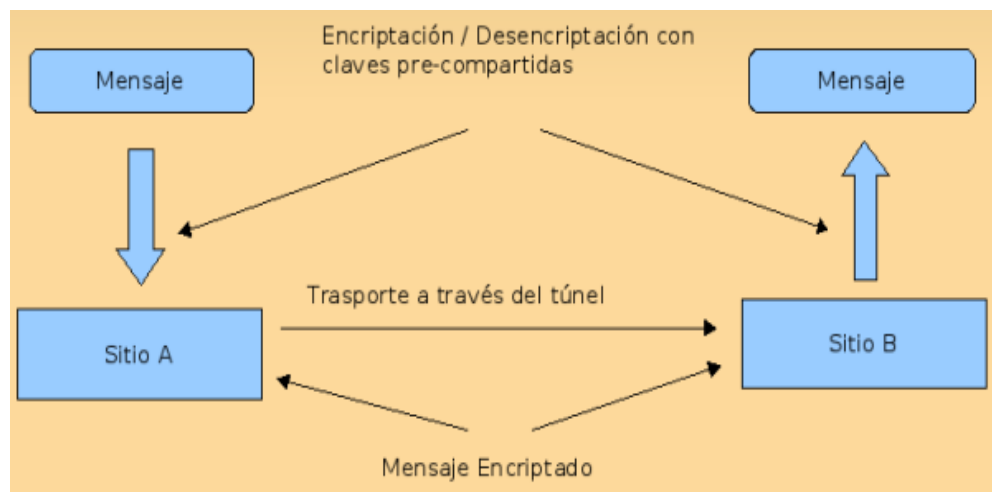 Encriptación / Desencriptación con
claves pre-compartidas
Mensaje
Mensaje
Trasporte a través del túnel
Sitio A
Sitio B
Mensaje Encriptado